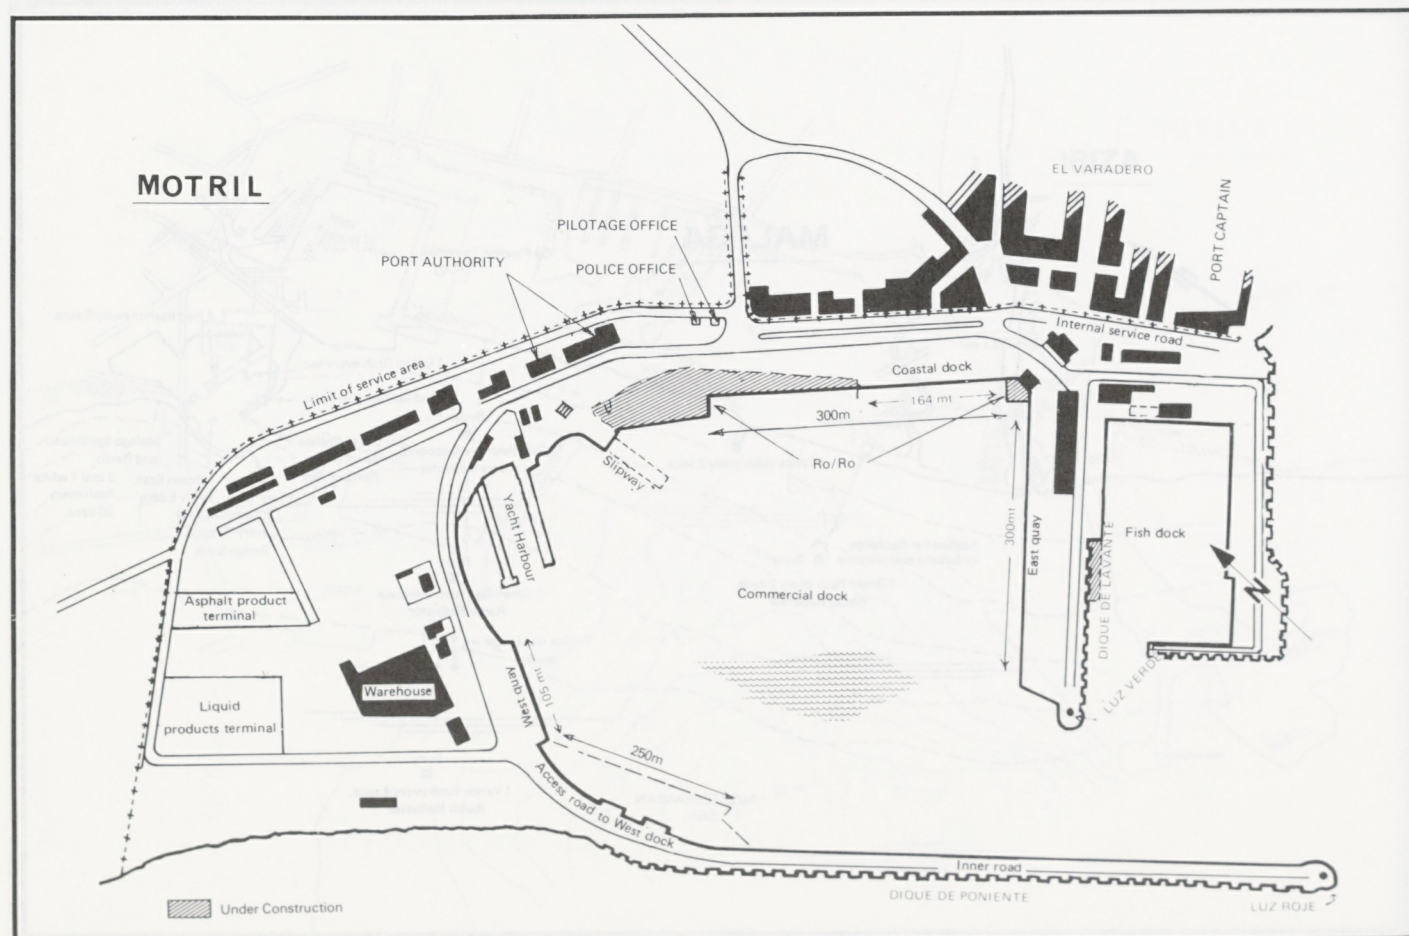 MOTRIL
EL VARADERO
PORT CAPTAIN
PILOTAGE OFFICE
PORT AUTHORITY
POLICE OFFICE
Internal service road
Limit of service area
Coastal dock
164 mt
300m
Ro/Ro
Slipway
Yacht Harbour
300mt
East quay
DIQUE DE LAVANTE
Fish dock
N
Commercial dock
Asphalt product
terminal
Warehouse
Liquid
products terminal
West quay
105 mt
LUZ VERDE
250m
Access road to West dock
Inner road
DIQUE DE PONIENTE
LUZ ROJE
Under Construction